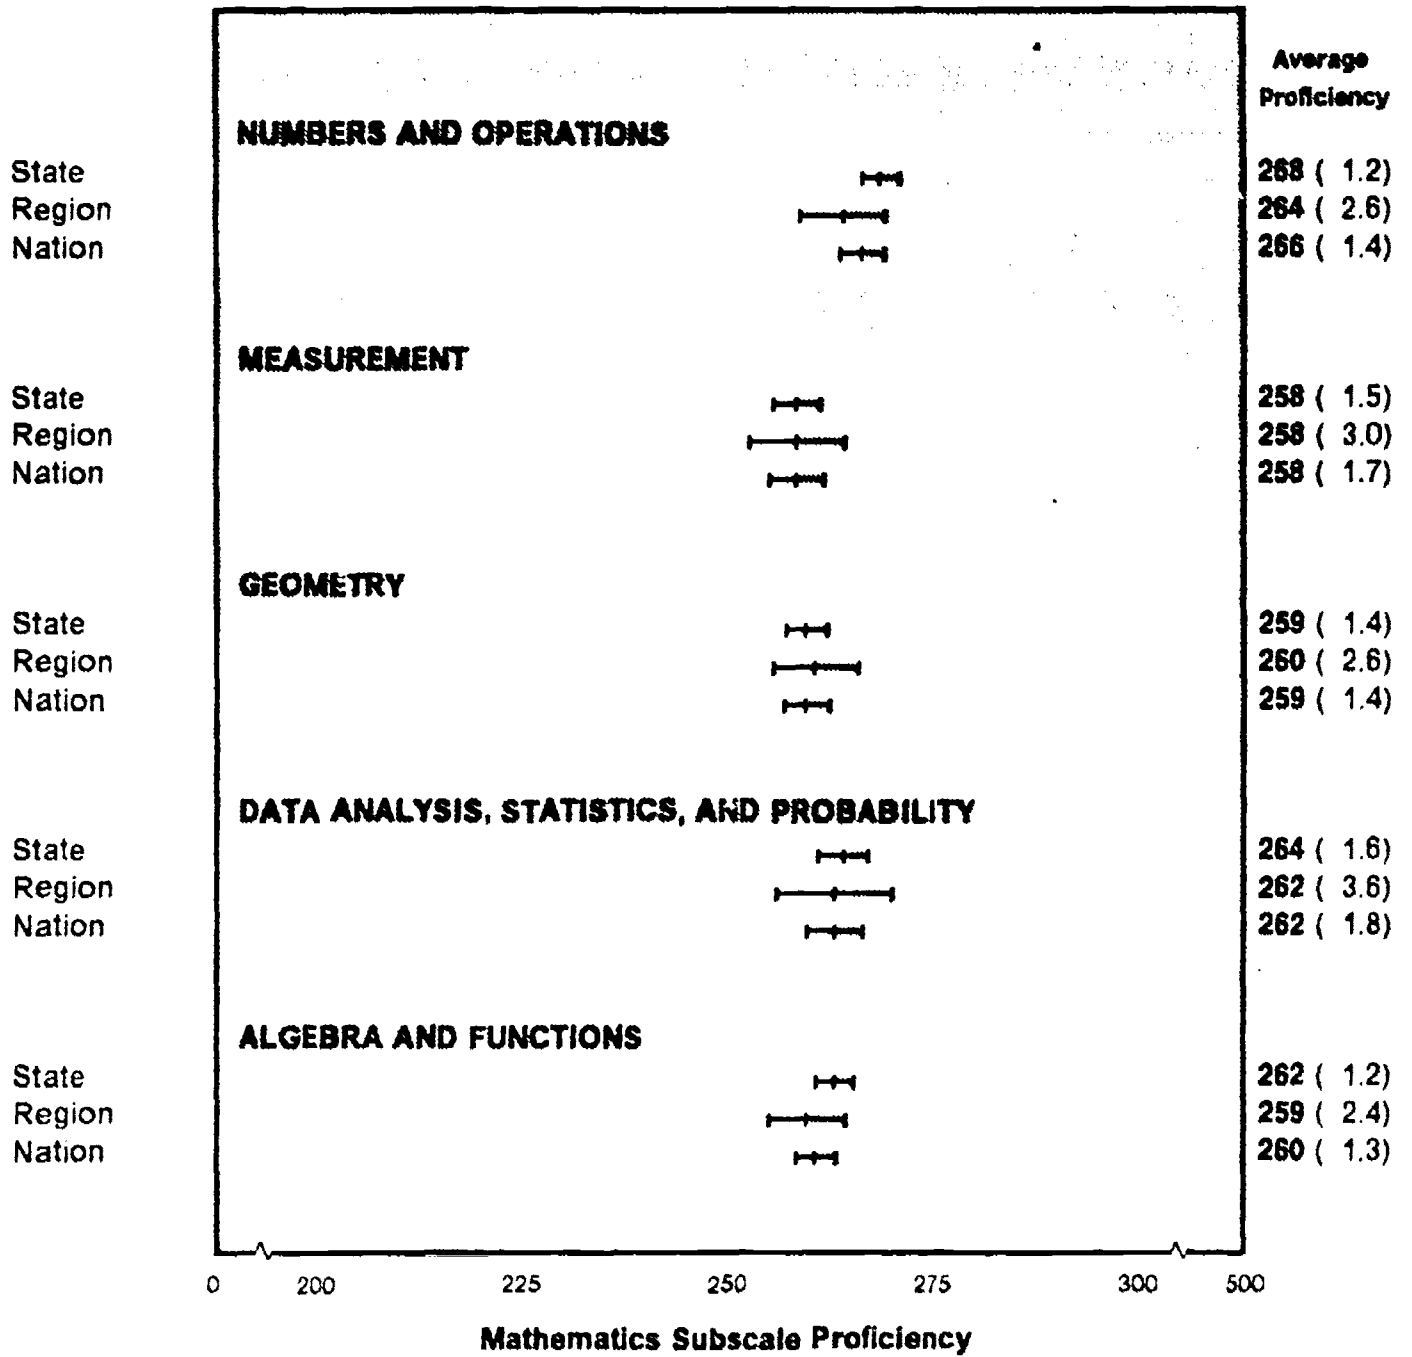 Average
Proficiency
NUMBERS AND OPERATIONS
State 268 ( 1.2)
Region 264 ( 2.6)
Nation 266 ( 1.4)
MEASUREMENT
State 258 ( 1.5)
Region 258 ( 3.0)
Nation 258 ( 1.7)
GEOMETRY
State 259 ( 1.4)
Region 260 ( 2.6)
Nation 259 ( 1.4)
DATA ANALYSIS, STATISTICS, AND PROBABILITY
State 264 ( 1.6)
Region 262 ( 3.6)
Nation 262 ( 1.8)
ALGEBRA AND FUNCTIONS
State 262 ( 1.2)
Region 259 ( 2.4)
Nation 260 ( 1.3)
0 200 225 250 275 300 500
Mathematics Subscale Proficiency